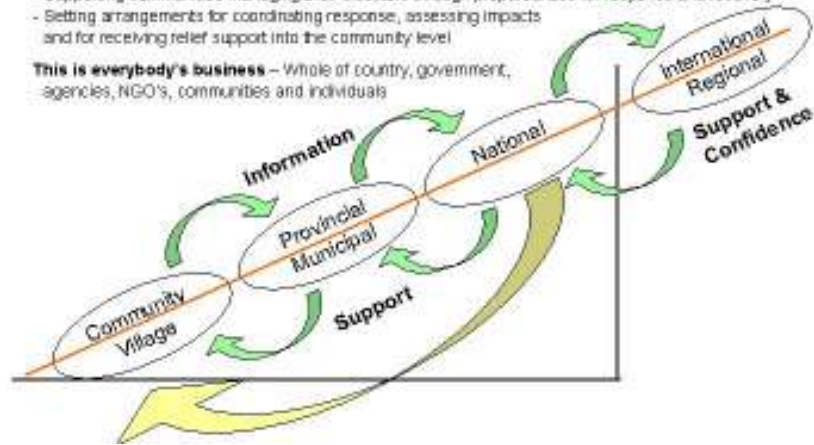 - Setting arrangements for coordinating response, assessing impacts
and for receiving relief support into the community level
This is everybody's business – Whole of country, government,
agencies, NGO's, communities and individuals
International
Regional
Support &
Confidence
National
Information
Provincial
Municipal
Support
Community
Village